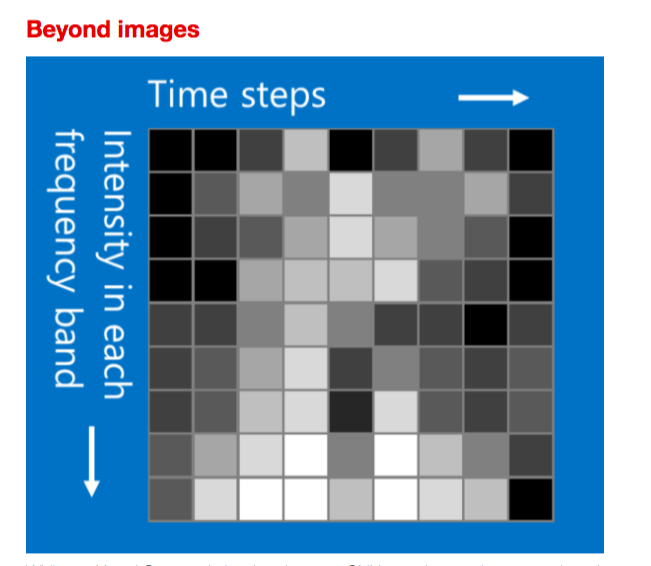 Beyond images
Time steps
Intensity in each
frequency band